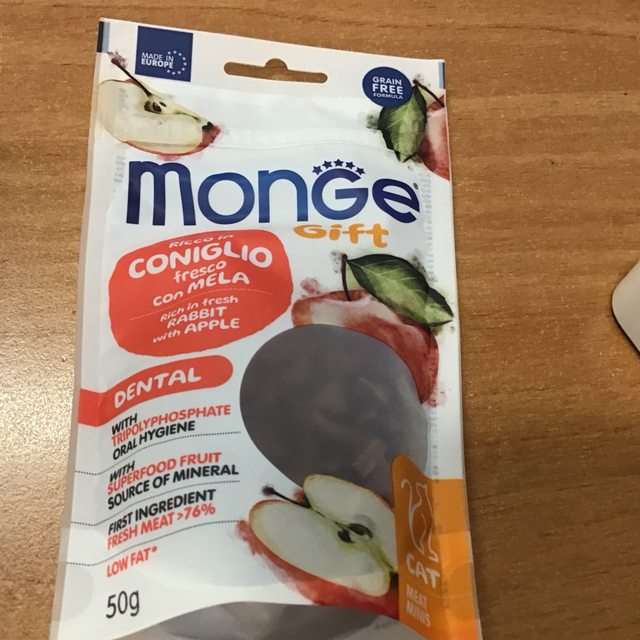 MADE IN
EUROPE
GRAIN
FREE
FORMULA
MONGE
Gift
Ricco in
CONIGLIO
fresco
con MELA
Rich in fresh
RABBIT
with APPLE
DENTAL
WITH
TRIPOLYPHOSPHATE
ORAL HYGIENE
WITH
SUPERFOOD FRUIT
SOURCE OF MINERAL
FIRST INGREDIENT
FRESH MEAT >76%
LOW FAT*
50g
CAT
MEAT
MINIS